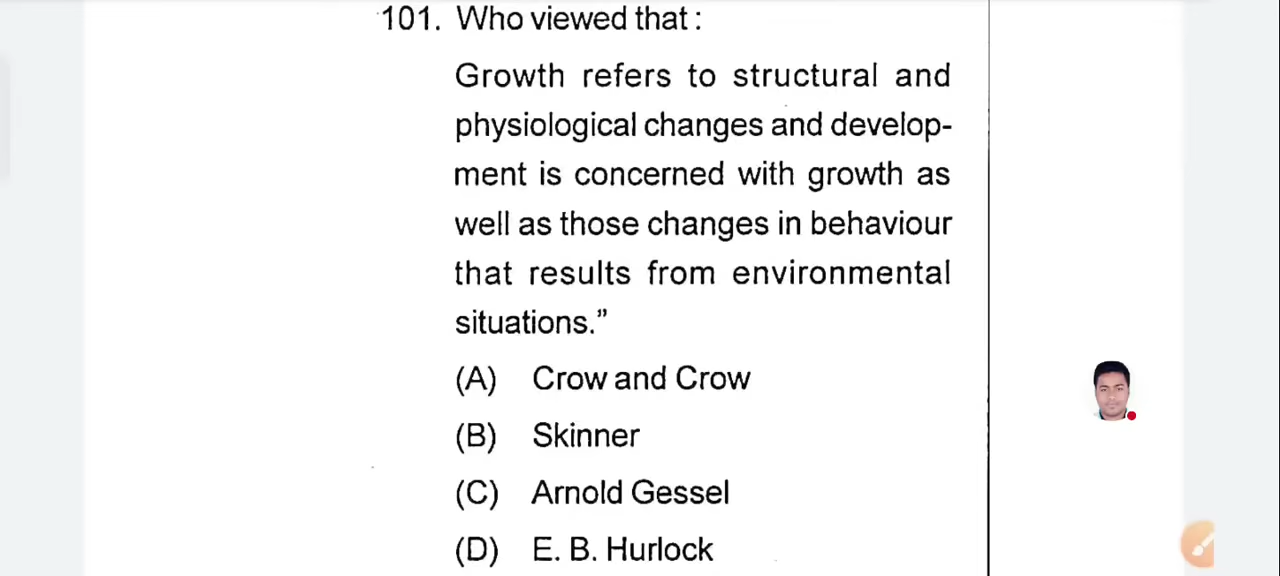 101. Who viewed that :
Growth refers to structural and
physiological changes and develop-
ment is concerned with growth as
well as those changes in behaviour
that results from environmental
situations.”
(A) Crow and Crow
(B) Skinner
(C) Arnold Gessel
(D) E. B. Hurlock